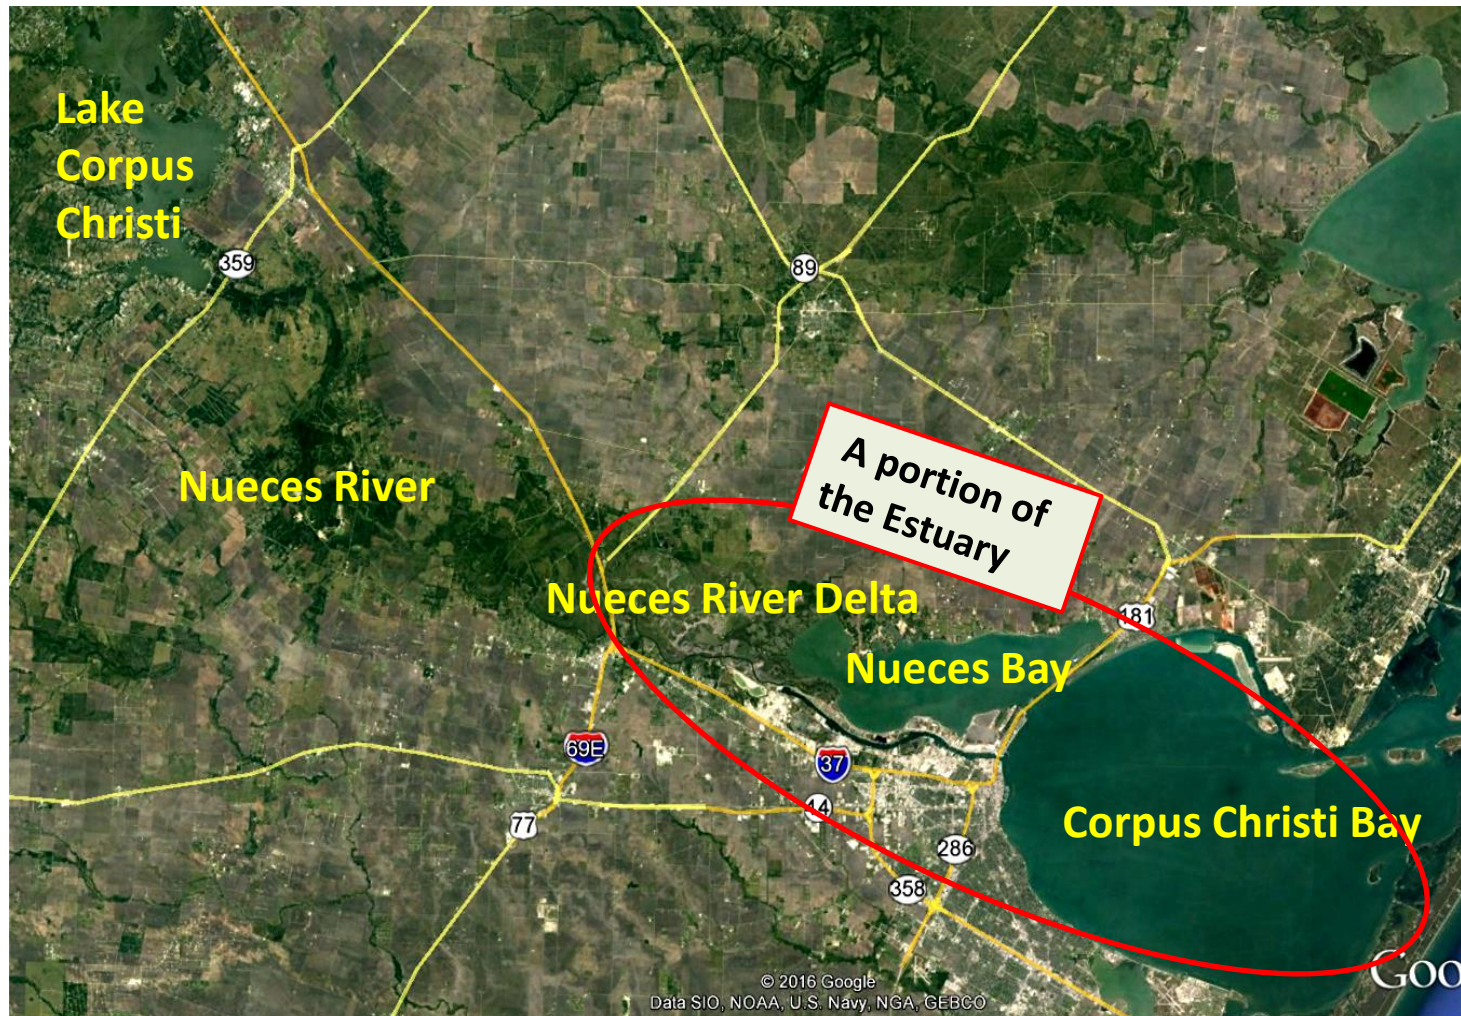 Lake
Corpus
Christi
359
89
A portion of
the Estuary
Nueces River
Nueces River Delta
181
Nueces Bay
69E
37
44
77
Corpus Christi Bay
286
358
© 2016 Google
Data SIO, NOAA, U.S. Navy, NGA, GEBCO
Goo